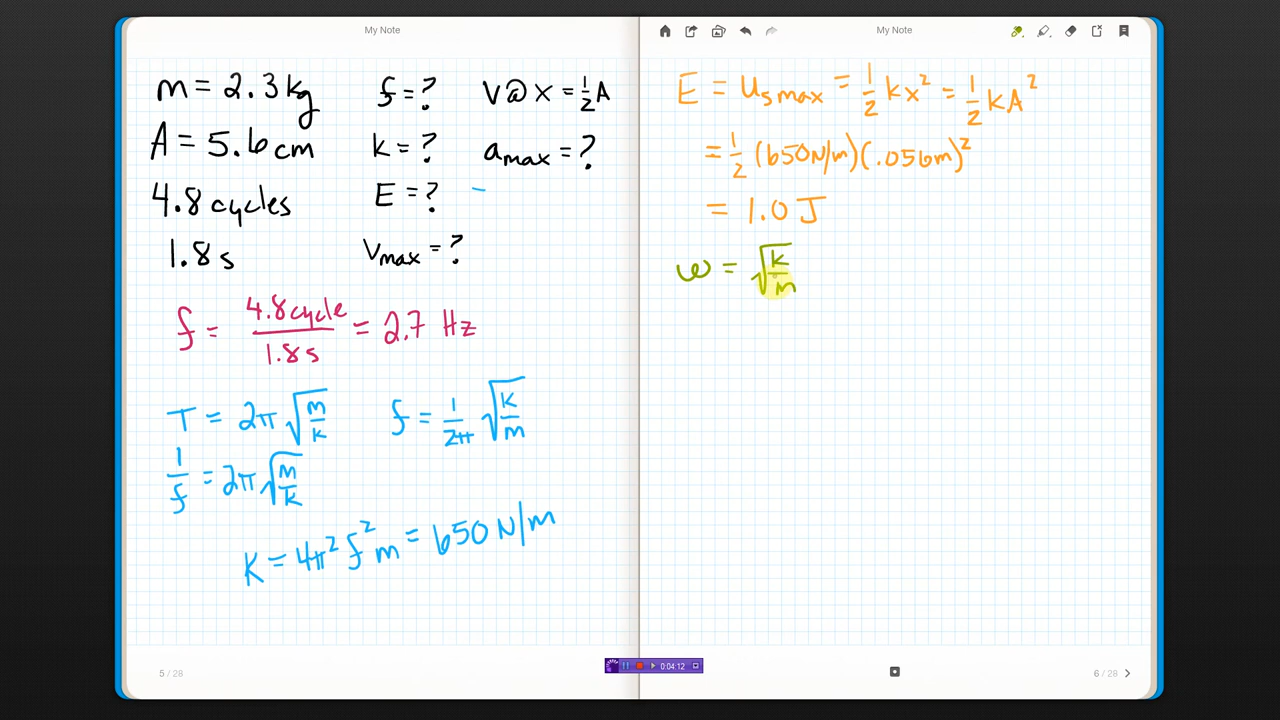 My Note
m = 2.3 kg
A = 5.6 cm
4.8 cycles
1.8 s
f = ?
k = ?
E = ?
vmax = ?
V @ X = ½A
amax = ?
f = 4.8 cycle / 1.8 s = 2.7 Hz
T = 2π √(m/k)
f = 1/2π √(k/m)
1/f = 2π √(m/k)
K = 4π² f² m = 650 N/m
5 / 28
My Note
E = Us max = ½ kx² = ½ kA²
= ½ (650 N/m)(.056m)²
= 1.0 J
ω = √(k/m)
0:04:12
6 / 28